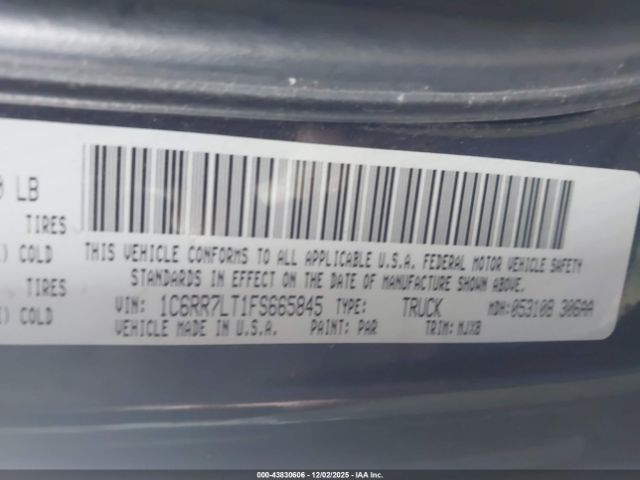 0 LB
TIRES
) COLD
TIRES
) COLD
THIS VEHICLE CONFORMS TO ALL APPLICABLE U.S.A. FEDERAL MOTOR VEHICLE SAFETY
STANDARDS IN EFFECT ON THE DATE OF MANUFACTURE SHOWN ABOVE.
VIN: 1C6RR7LT1FS665845 TYPE: TRUCK MDH: 053108 306AA
VEHICLE MADE IN U.S.A. PAINT: PAR TRIM: MJXB
000-43830606 - 12/02/2025 - IAA Inc.